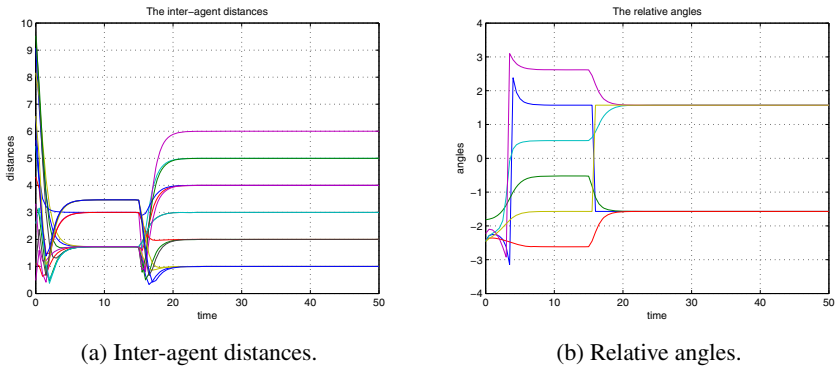 The inter−agent distances
10
9
8
7
6
5
4
3
2
1
0
distances
0 10 20 30 40 50
time
(a) Inter-agent distances.
The relative angles
4
3
2
1
0
−1
−2
−3
−4
angles
0 10 20 30 40 50
time
(b) Relative angles.